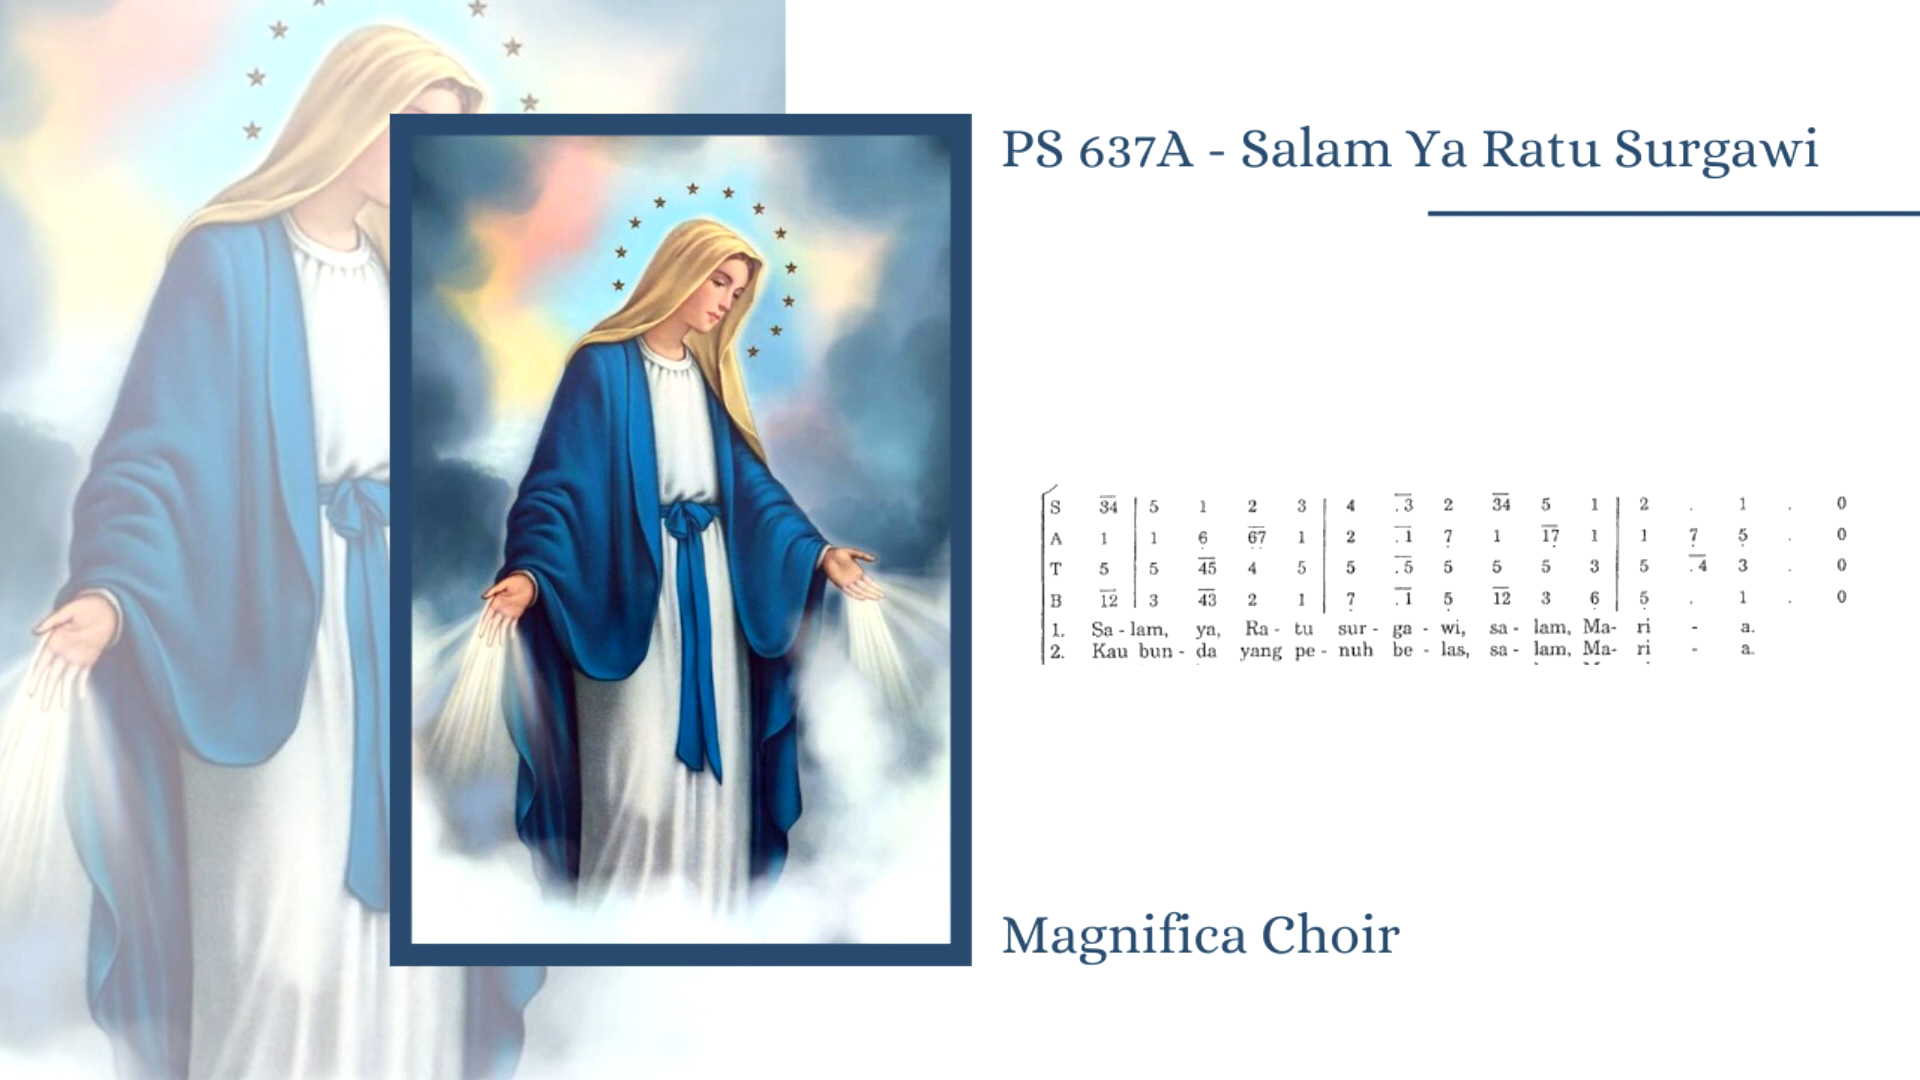 PS 637A - Salam Ya Ratu Surgawi
S 34 | 5 1 2 3 | 4 .3 2 34 5 1 | 2 . 1 . 0
A 1 | 1 6 67 1 | 2 .1 7 1 17 1 | 1 7 5 . 0
T 5 | 5 45 4 5 | 5 .5 5 5 5 3 | 5 .4 3 . 0
B 12 | 3 43 2 1 | 7 .1 5 12 3 6 | 5 . 1 . 0
1. Sa - lam, ya, Ra - tu sur - ga - wi, sa - lam, Ma- ri - a.
2. Kau bun - da yang pe - nuh be - las, sa - lam, Ma- ri - a.
Magnifica Choir